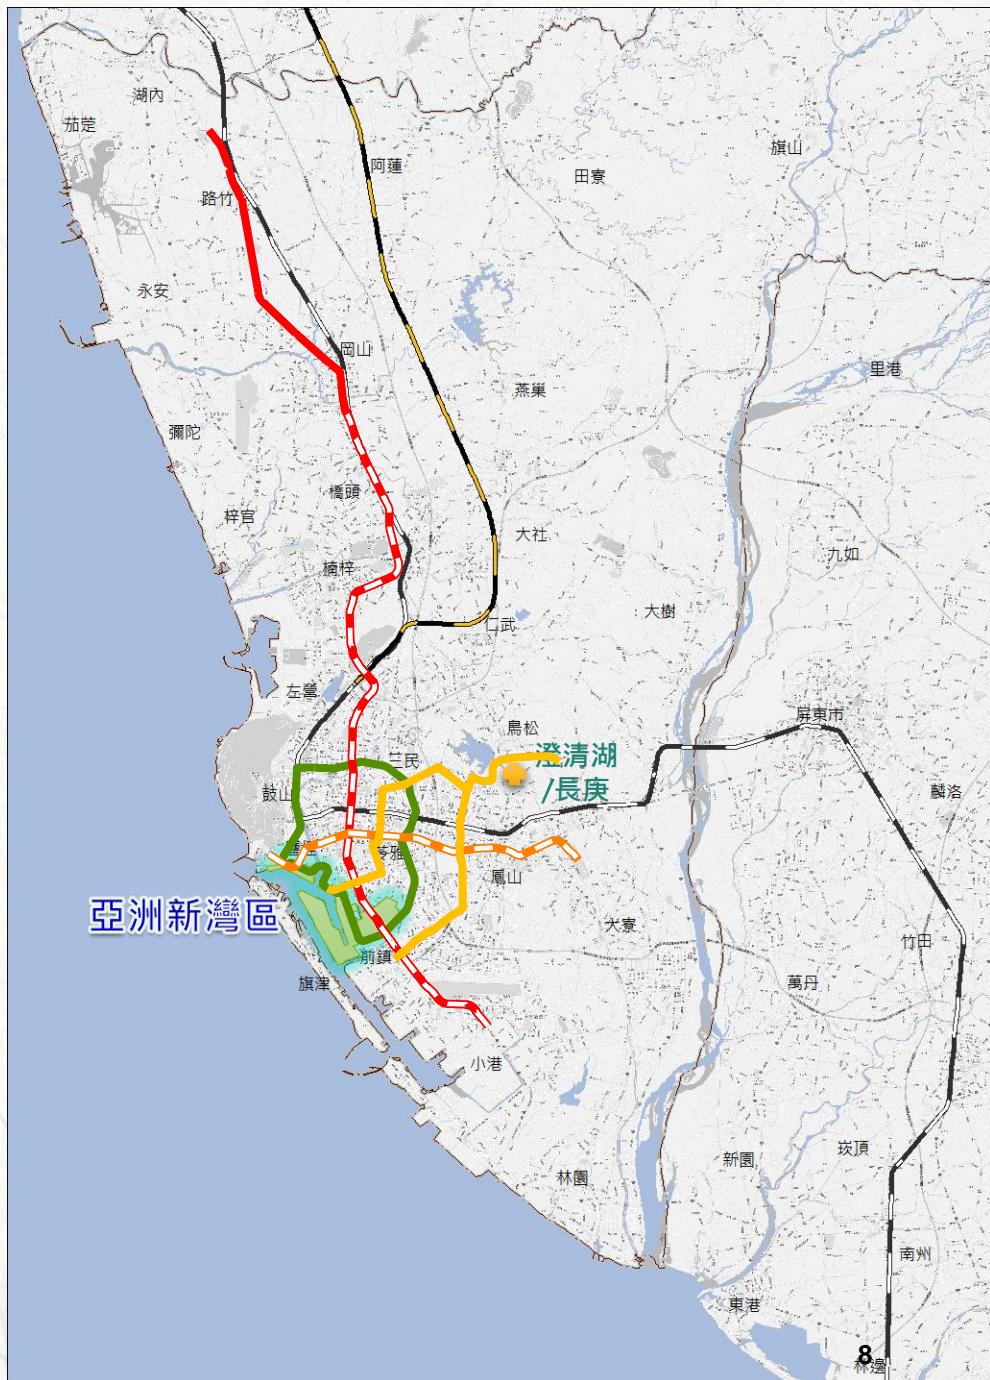 湖內
茄萣
旗山
阿蓮
田寮
路竹
永安
岡山
里港
燕巢
彌陀
橋頭
梓官
大社
九如
楠梓
大樹
仁武
左營
屏東市
鳥松
三民
澄清湖
/長庚
鼓山
麟洛
苓雅
鳳山
亞洲新灣區
大寮
竹田
前鎮
旗津
萬丹
小港
崁頂
新園
林園
南州
東港
8
林邊